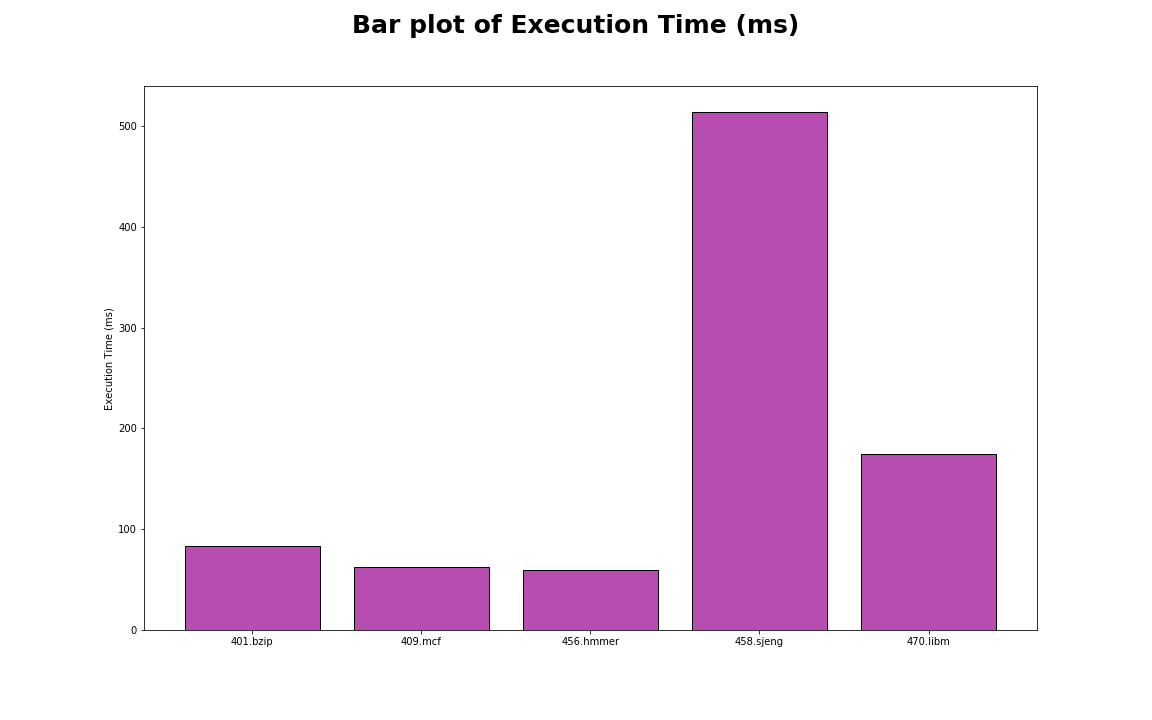 Bar plot of Execution Time (ms)
Execution Time (ms)
500
400
300
200
100
0
401.bzip
409.mcf
456.hmmer
458.sjeng
470.libm